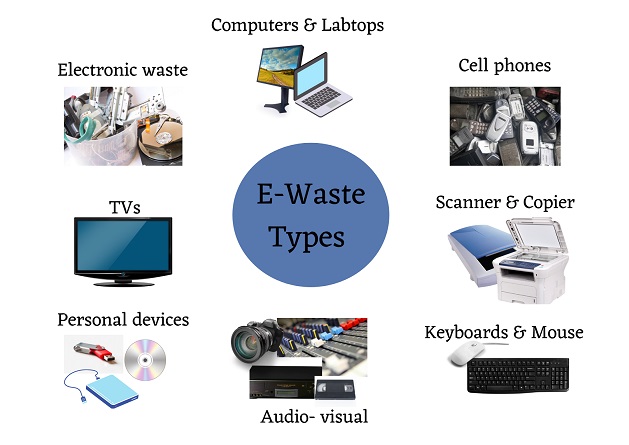 Computers & Labtops
Electronic waste
Cell phones
E-Waste
Types
TVs
Scanner & Copier
Personal devices
Keyboards & Mouse
Audio- visual